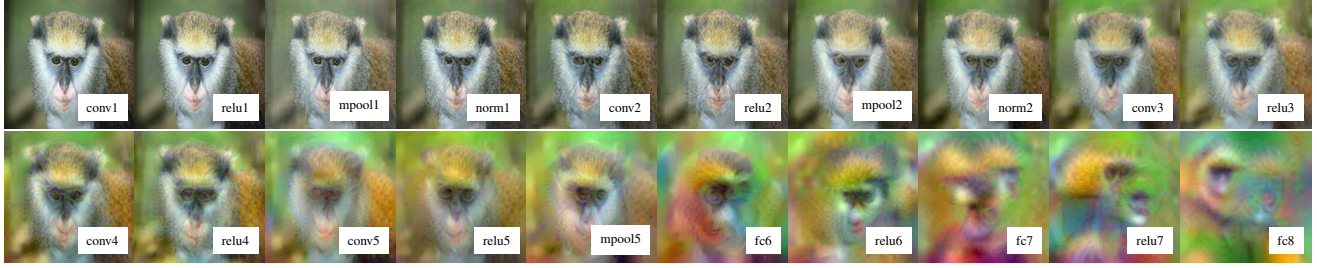 conv1
relu1
mpool1
norm1
conv2
relu2
mpool2
norm2
conv3
relu3
conv4
relu4
conv5
relu5
mpool5
fc6
relu6
fc7
relu7
fc8